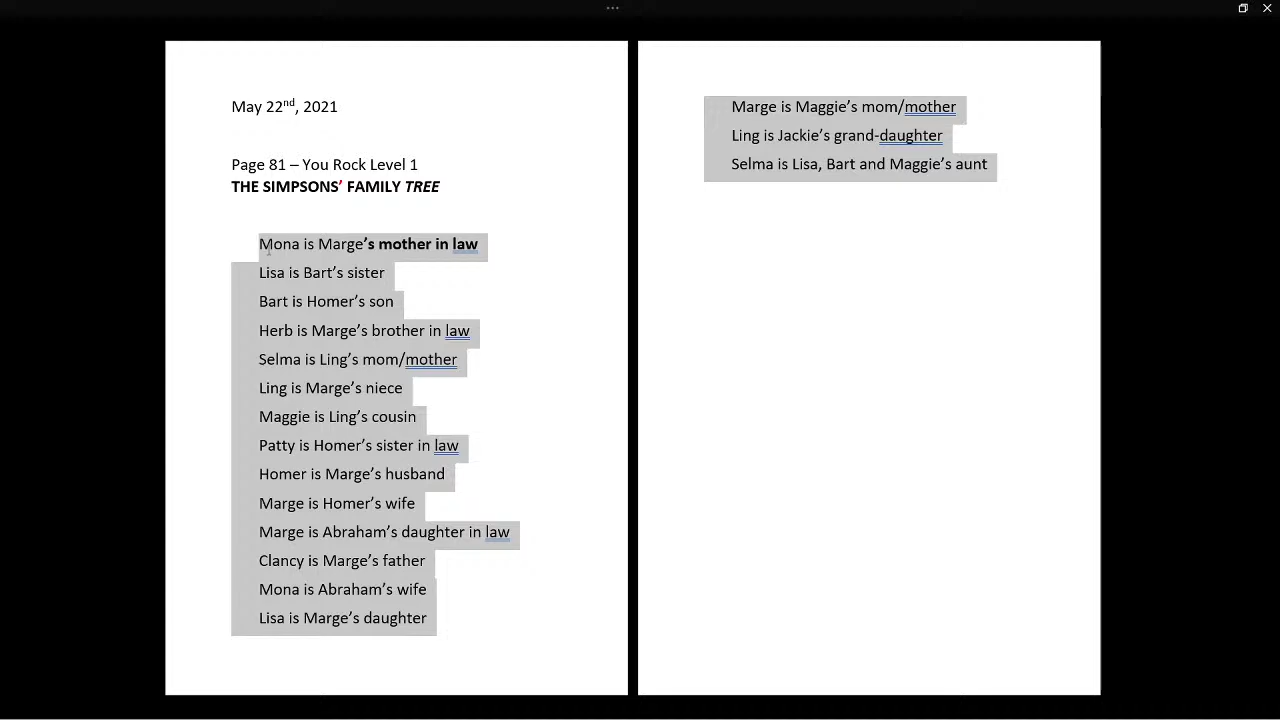 May 22nd, 2021
Page 81 – You Rock Level 1
THE SIMPSONS’ FAMILY TREE
Mona is Marge’s mother in law
Lisa is Bart’s sister
Bart is Homer’s son
Herb is Marge’s brother in law
Selma is Ling’s mom/mother
Ling is Marge’s niece
Maggie is Ling’s cousin
Patty is Homer’s sister in law
Homer is Marge’s husband
Marge is Homer’s wife
Marge is Abraham’s daughter in law
Clancy is Marge’s father
Mona is Abraham’s wife
Lisa is Marge’s daughter
Marge is Maggie’s mom/mother
Ling is Jackie’s grand-daughter
Selma is Lisa, Bart and Maggie’s aunt